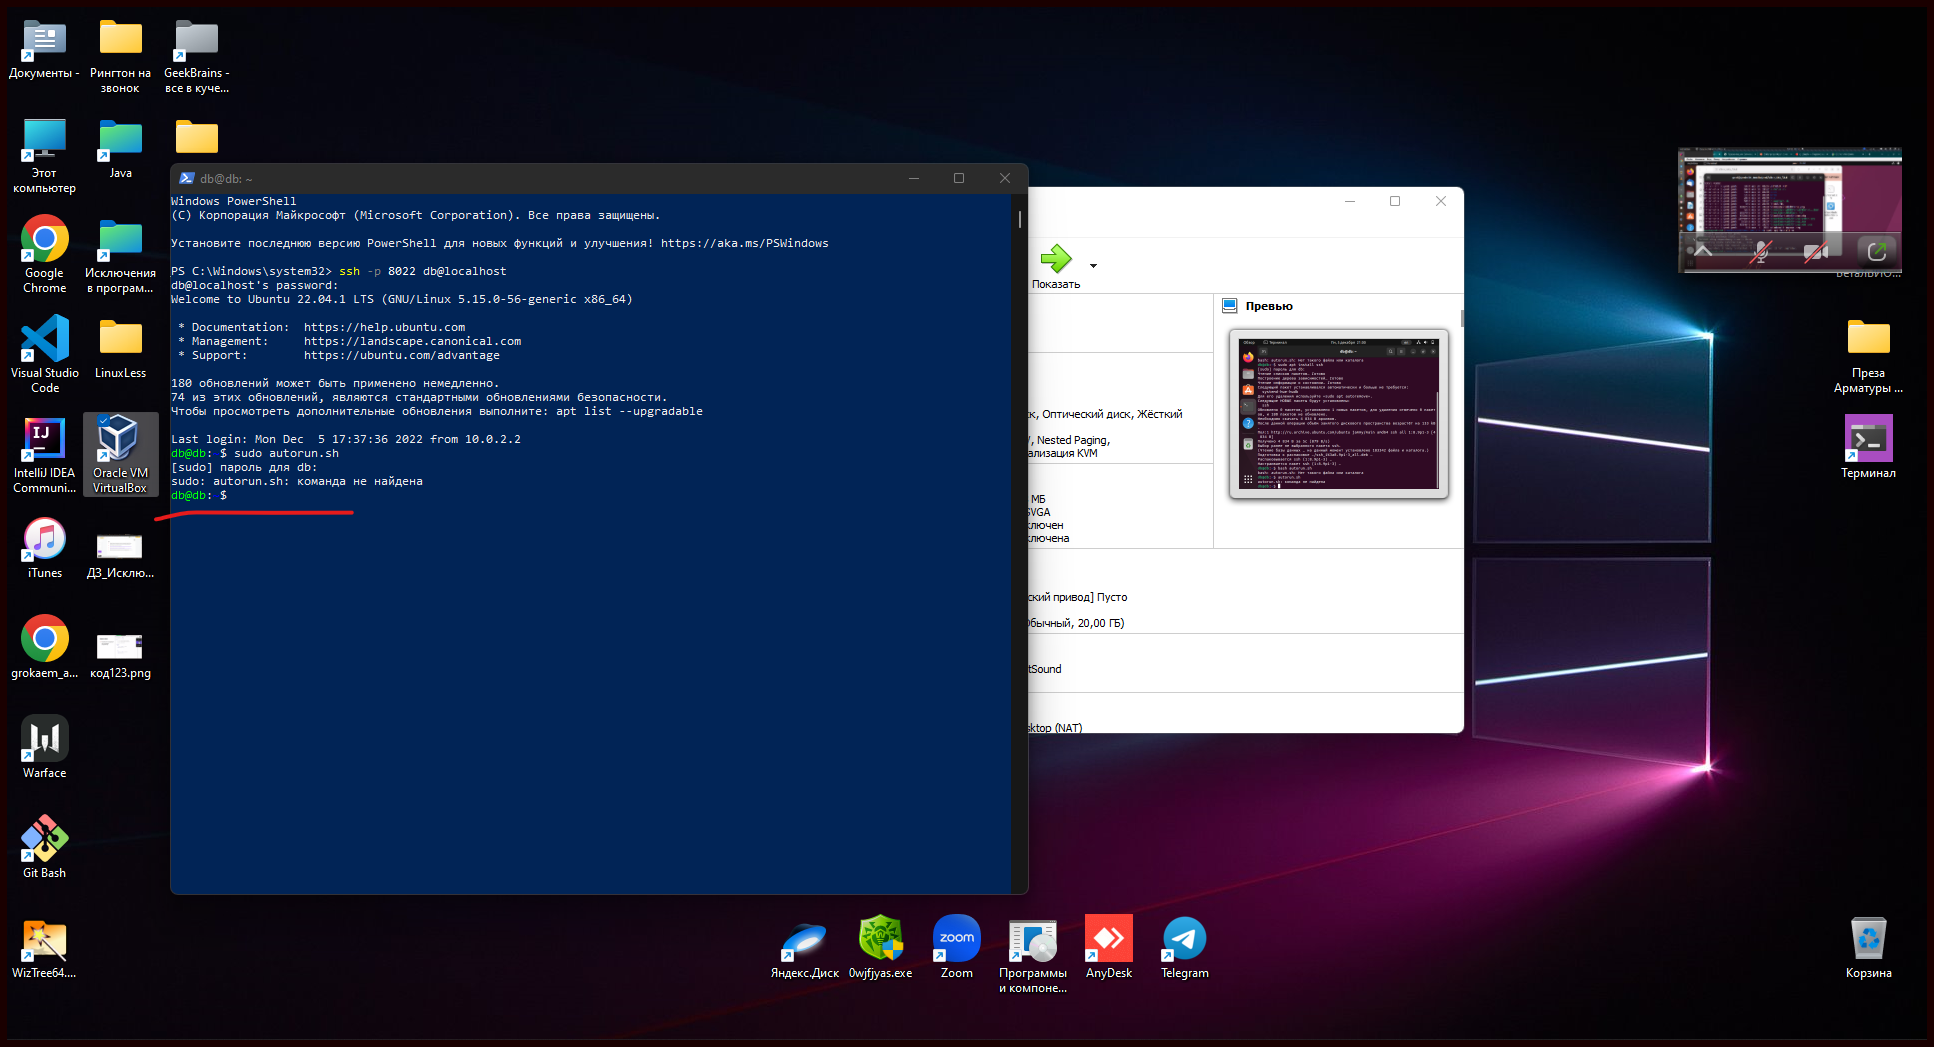 Документы -
Рингтон на
звонок
GeekBrains -
все в куче...
Этот
компьютер
Java
Google
Chrome
Исключения
в програм...
Visual Studio
Code
LinuxLess
IntelliJ IDEA
Communi...
Oracle VM
VirtualBox
iTunes
ДЗ_Исклю...
grokaem_a...
код123.png
Warface
Git Bash
WizTree64....
db@db: ~
Windows PowerShell
(C) Корпорация Майкрософт (Microsoft Corporation). Все права защищены.
Установите последнюю версию PowerShell для новых функций и улучшения! https://aka.ms/PSWindows
PS C:\Windows\system32> ssh -p 8022 db@localhost
db@localhost's password:
Welcome to Ubuntu 22.04.1 LTS (GNU/Linux 5.15.0-56-generic x86_64)
* Documentation:  https://help.ubuntu.com
* Management:     https://landscape.canonical.com
* Support:        https://ubuntu.com/advantage
180 обновлений может быть применено немедленно.
74 из этих обновлений, являются стандартными обновлениями безопасности.
Чтобы просмотреть дополнительные обновления выполните: apt list --upgradable
Last login: Mon Dec  5 17:37:36 2022 from 10.0.2.2
db@db: $ sudo autorun.sh
[sudo] пароль для db:
sudo: autorun.sh: команда не найдена
db@db: $
Показать
Превью
ск, Оптический диск, Жёсткий
, Nested Paging,
ализация KVM
МБ
SVGA
ключен
ключена
ский привод] Пусто
Обычный, 20,00 ГБ)
tSound
sktop (NAT)
Преза
Арматуры ...
Терминал
Яндекс.Диск
0wjfjyas.exe
zoom
Zoom
Программы
и компоне...
AnyDesk
Telegram
Корзина